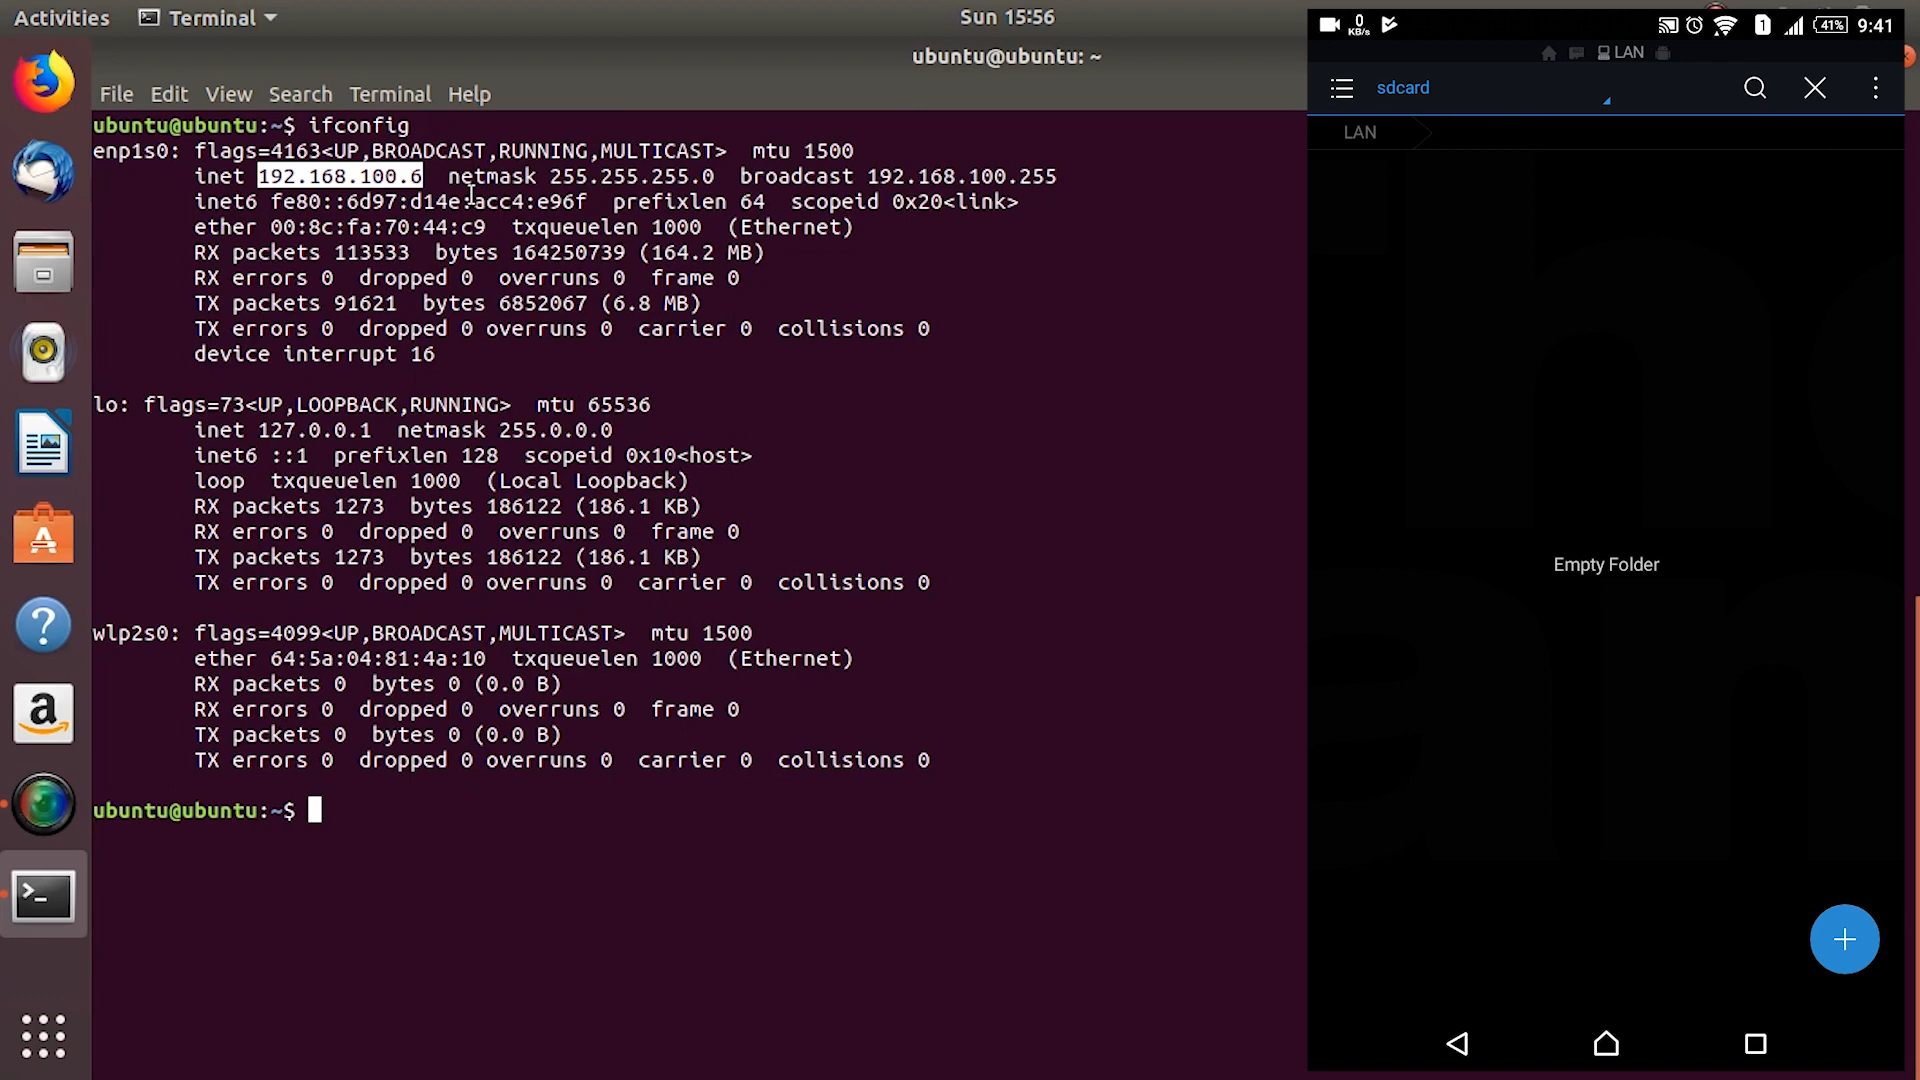 Activities
Terminal
Sun 15:56
ubuntu@ubuntu: ~
File Edit View Search Terminal Help
ubuntu@ubuntu:~$ ifconfig
enp1s0: flags=4163<UP,BROADCAST,RUNNING,MULTICAST>  mtu 1500
inet 192.168.100.6  netmask 255.255.255.0  broadcast 192.168.100.255
inet6 fe80::6d97:d14e:acc4:e96f  prefixlen 64  scopeid 0x20<link>
ether 00:8c:fa:70:44:c9  txqueuelen 1000  (Ethernet)
RX packets 113533  bytes 164250739 (164.2 MB)
RX errors 0  dropped 0  overruns 0  frame 0
TX packets 91621  bytes 6852067 (6.8 MB)
TX errors 0  dropped 0 overruns 0  carrier 0  collisions 0
device interrupt 16
lo: flags=73<UP,LOOPBACK,RUNNING>  mtu 65536
inet 127.0.0.1  netmask 255.0.0.0
inet6 ::1  prefixlen 128  scopeid 0x10<host>
loop  txqueuelen 1000  (Local Loopback)
RX packets 1273  bytes 186122 (186.1 KB)
RX errors 0  dropped 0  overruns 0  frame 0
TX packets 1273  bytes 186122 (186.1 KB)
TX errors 0  dropped 0 overruns 0  carrier 0  collisions 0
wlp2s0: flags=4099<UP,BROADCAST,MULTICAST>  mtu 1500
ether 64:5a:04:81:4a:10  txqueuelen 1000  (Ethernet)
RX packets 0  bytes 0 (0.0 B)
RX errors 0  dropped 0  overruns 0  frame 0
TX packets 0  bytes 0 (0.0 B)
TX errors 0  dropped 0 overruns 0  carrier 0  collisions 0
ubuntu@ubuntu:~$
0 KB/s
1
41%
9:41
LAN
sdcard
LAN
Empty Folder